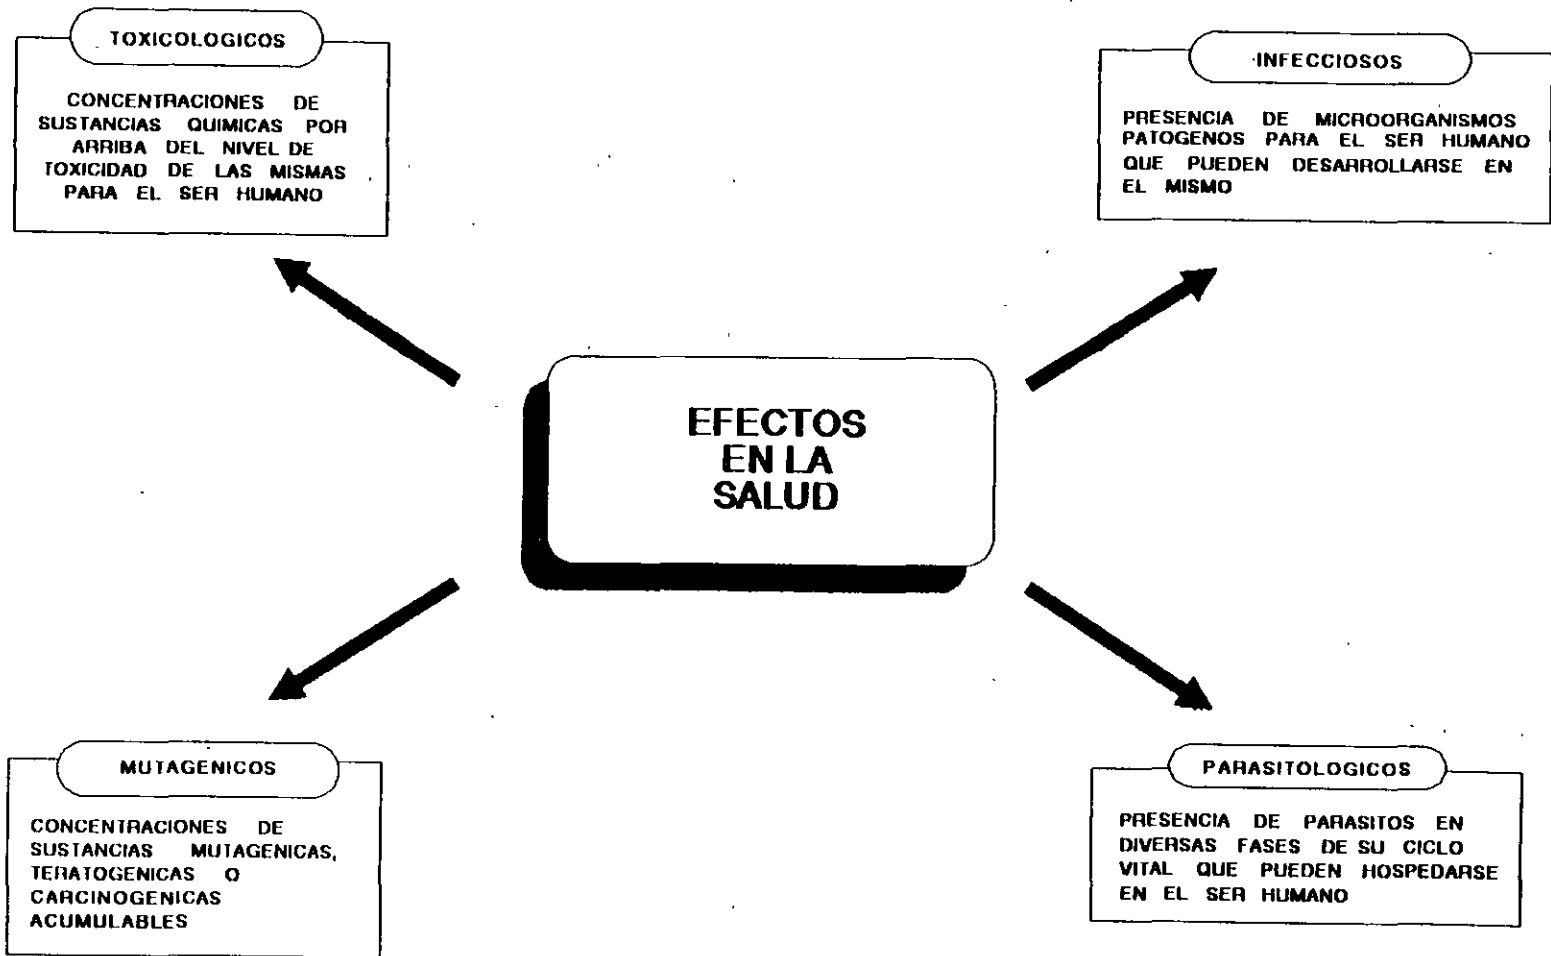 TOXICOLOGICOS
CONCENTRACIONES DE
SUSTANCIAS QUIMICAS POR
ARRIBA DEL NIVEL DE
TOXICIDAD DE LAS MISMAS
PARA EL SER HUMANO
INFECCIOSOS
PRESENCIA DE MICROORGANISMOS
PATOGENOS PARA EL SER HUMANO
QUE PUEDEN DESARROLLARSE EN
EL MISMO
EFECTOS
EN LA
SALUD
MUTAGENICOS
CONCENTRACIONES DE
SUSTANCIAS MUTAGENICAS,
TERATOGENICAS O
CARCINOGENICAS
ACUMULABLES
PARASITOLOGICOS
PRESENCIA DE PARASITOS EN
DIVERSAS FASES DE SU CICLO
VITAL QUE PUEDEN HOSPEDARSE
EN EL SER HUMANO